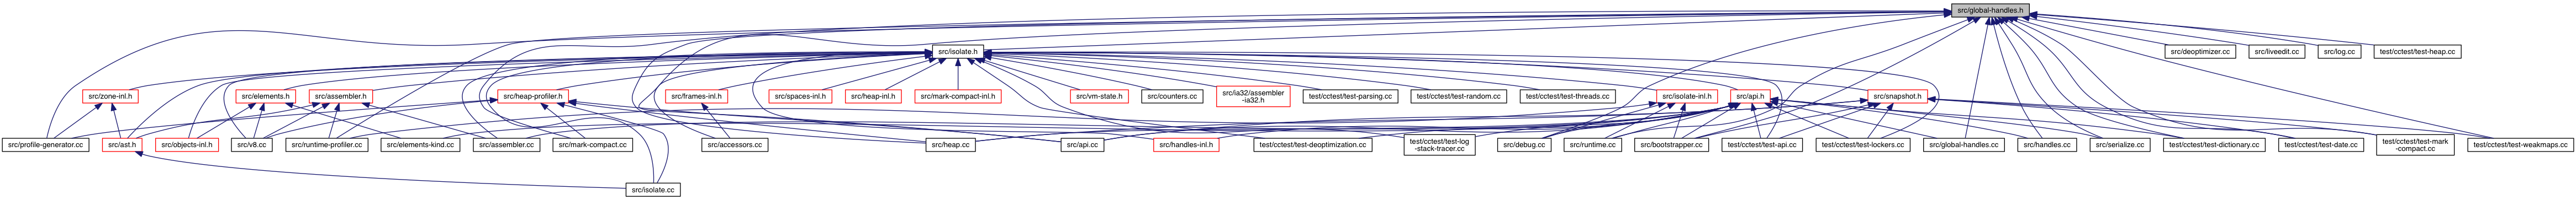 src/global-handles.h
src/isolate.h
src/deoptimizer.cc
src/liveedit.cc
src/log.cc
test/cctest/test-heap.cc
src/zone-inl.h
src/elements.h
src/assembler.h
src/heap-profiler.h
src/frames-inl.h
src/spaces-inl.h
src/heap-inl.h
src/mark-compact-inl.h
src/vm-state.h
src/counters.cc
src/ia32/assembler
-ia32.h
test/cctest/test-parsing.cc
test/cctest/test-random.cc
test/cctest/test-threads.cc
src/isolate-inl.h
src/api.h
src/snapshot.h
src/profile-generator.cc
src/ast.h
src/objects-inl.h
src/v8.cc
src/runtime-profiler.cc
src/elements-kind.cc
src/assembler.cc
src/mark-compact.cc
src/accessors.cc
src/heap.cc
src/api.cc
src/handles-inl.h
test/cctest/test-deoptimization.cc
test/cctest/test-log
-stack-tracer.cc
src/debug.cc
src/runtime.cc
src/bootstrapper.cc
test/cctest/test-api.cc
test/cctest/test-lockers.cc
src/global-handles.cc
src/handles.cc
src/serialize.cc
test/cctest/test-dictionary.cc
test/cctest/test-date.cc
test/cctest/test-mark
-compact.cc
test/cctest/test-weakmaps.cc
src/isolate.cc